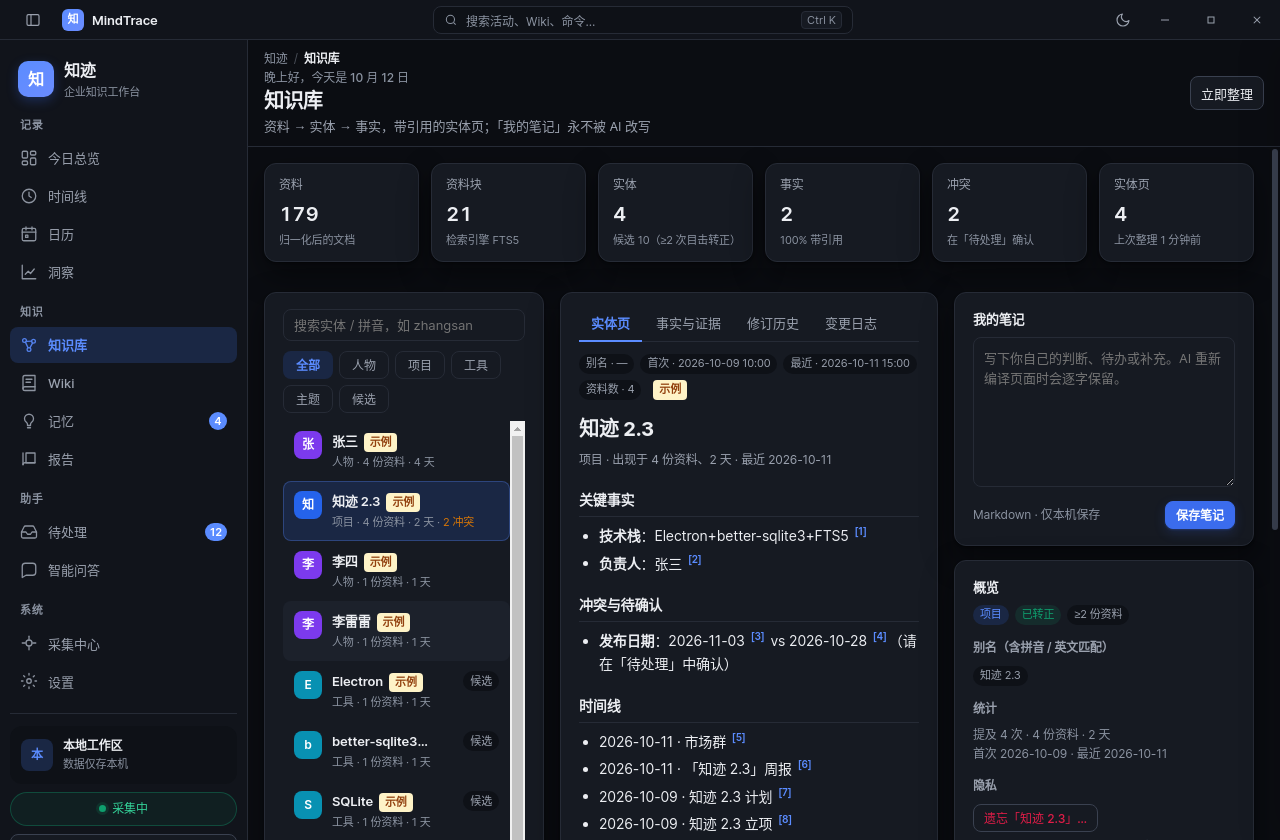 知 MindTrace
搜索活动、Wiki、命令... Ctrl K
知 知迹
企业知识工作台
记录
今日总览
时间线
日历
洞察
知识
知识库
Wiki
记忆 4
报告
助手
待处理 12
智能问答
系统
采集中心
设置
本 本地工作区
数据仅存本机
采集中
知迹 / 知识库
晚上好，今天是 10 月 12 日
知识库
资料 → 实体 → 事实，带引用的实体页；「我的笔记」永不被 AI 改写
立即整理
资料
179
归一化后的文档
资料块
21
检索引擎 FTS5
实体
4
候选 10（≥2 次目击转正）
事实
2
100% 带引用
冲突
2
在「待处理」确认
实体页
4
上次整理 1 分钟前
搜索实体 / 拼音，如 zhangsan
全部 人物 项目 工具
主题 候选
张 张三 示例
人物 · 4 份资料 · 4 天
知 知迹 2.3 示例
项目 · 4 份资料 · 2 天 · 2 冲突
李 李四 示例
人物 · 1 份资料 · 1 天
李 李雷雷 示例
人物 · 1 份资料 · 1 天
E Electron 示例 候选
工具 · 1 份资料 · 1 天
b better-sqlite3... 候选
工具 · 1 份资料 · 1 天
S SQLite 示例 候选
工具 · 1 份资料 · 1 天
实体页 事实与证据 修订历史 变更日志
别名 · — 首次 · 2026-10-09 10:00 最近 · 2026-10-11 15:00
资料数 · 4 示例
知迹 2.3
项目 · 出现于 4 份资料、2 天 · 最近 2026-10-11
关键事实
• 技术栈：Electron+better-sqlite3+FTS5 [1]
• 负责人：张三 [2]
冲突与待确认
• 发布日期：2026-11-03 [3] vs 2026-10-28 [4] （请
在「待处理」中确认）
时间线
• 2026-10-11 · 市场群 [5]
• 2026-10-11 · 「知迹 2.3」周报 [6]
• 2026-10-09 · 知迹 2.3 计划 [7]
• 2026-10-09 · 知迹 2.3 立项 [8]
我的笔记
写下你自己的判断、待办或补充。AI 重新
编译页面时会逐字保留。
Markdown · 仅本机保存 保存笔记
概览
项目 已转正 ≥2 份资料
别名（含拼音 / 英文匹配）
知迹 2.3
统计
提及 4 次 · 4 份资料 · 2 天
首次 2026-10-09 · 最近 2026-10-11
隐私
遗忘「知迹 2.3」...